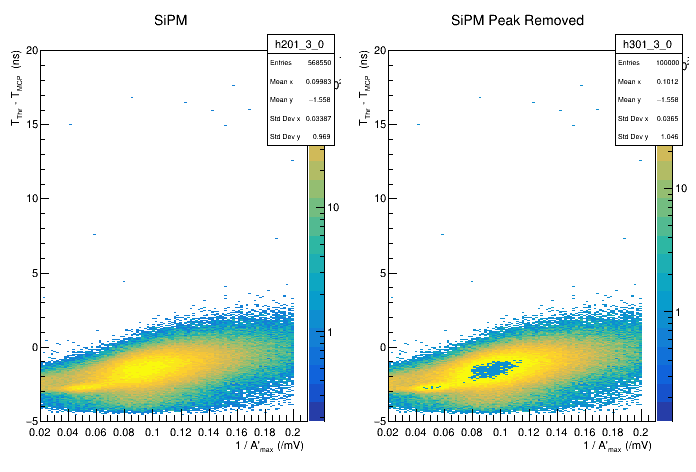 SiPM
SiPM Peak Removed
h201_3_0
Entries 568550
Mean x 0.09983
Mean y −1.558
Std Dev x 0.03387
Std Dev y 0.969
h301_3_0
Entries 100000
Mean x 0.1012
Mean y −1.558
Std Dev x 0.0365
Std Dev y 1.046
T_Thr - T_MCP (ns)
20
15
10
5
0
−5
0.02 0.04 0.06 0.08 0.1 0.12 0.14 0.16 0.18 0.2
1 / A'_max (/mV)
10
1
T_Thr - T_MCP (ns)
20
15
10
5
0
−5
0.02 0.04 0.06 0.08 0.1 0.12 0.14 0.16 0.18 0.2
1 / A'_max (/mV)
10
1